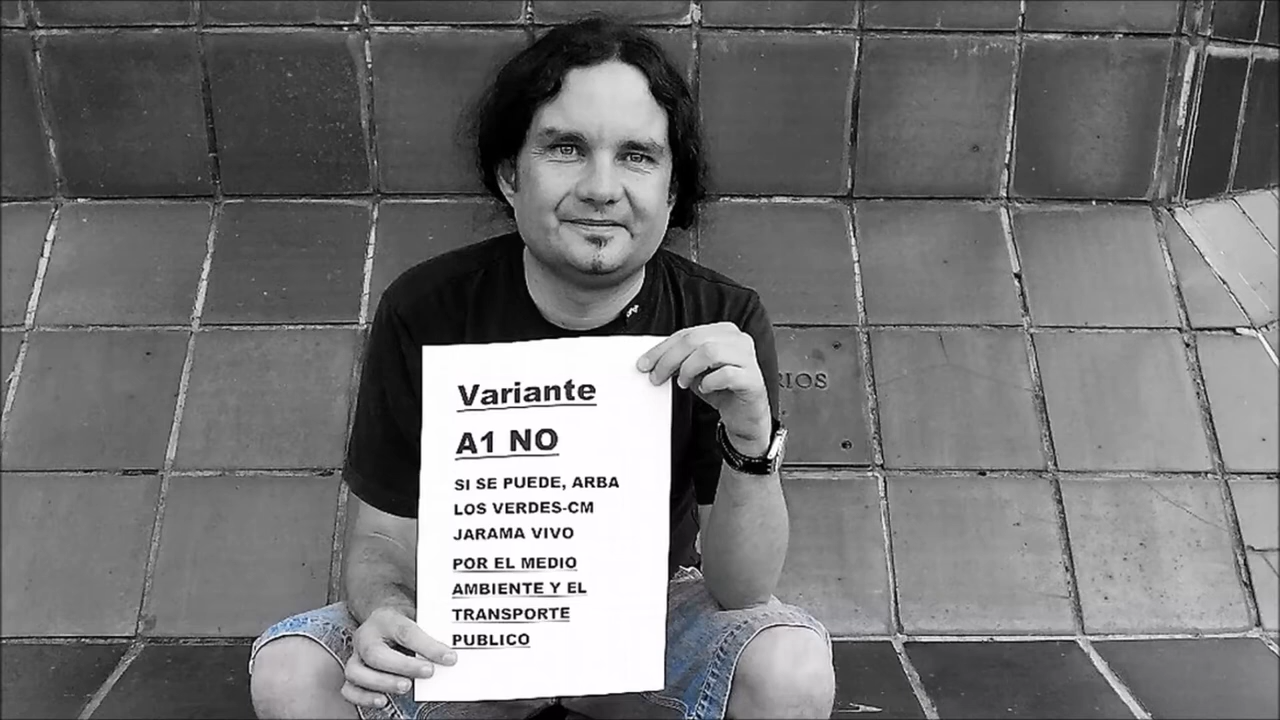 Variante
A1 NO
SI SE PUEDE, ARBA
LOS VERDES-CM
JARAMA VIVO
POR EL MEDIO
AMBIENTE Y EL
TRANSPORTE
PUBLICO